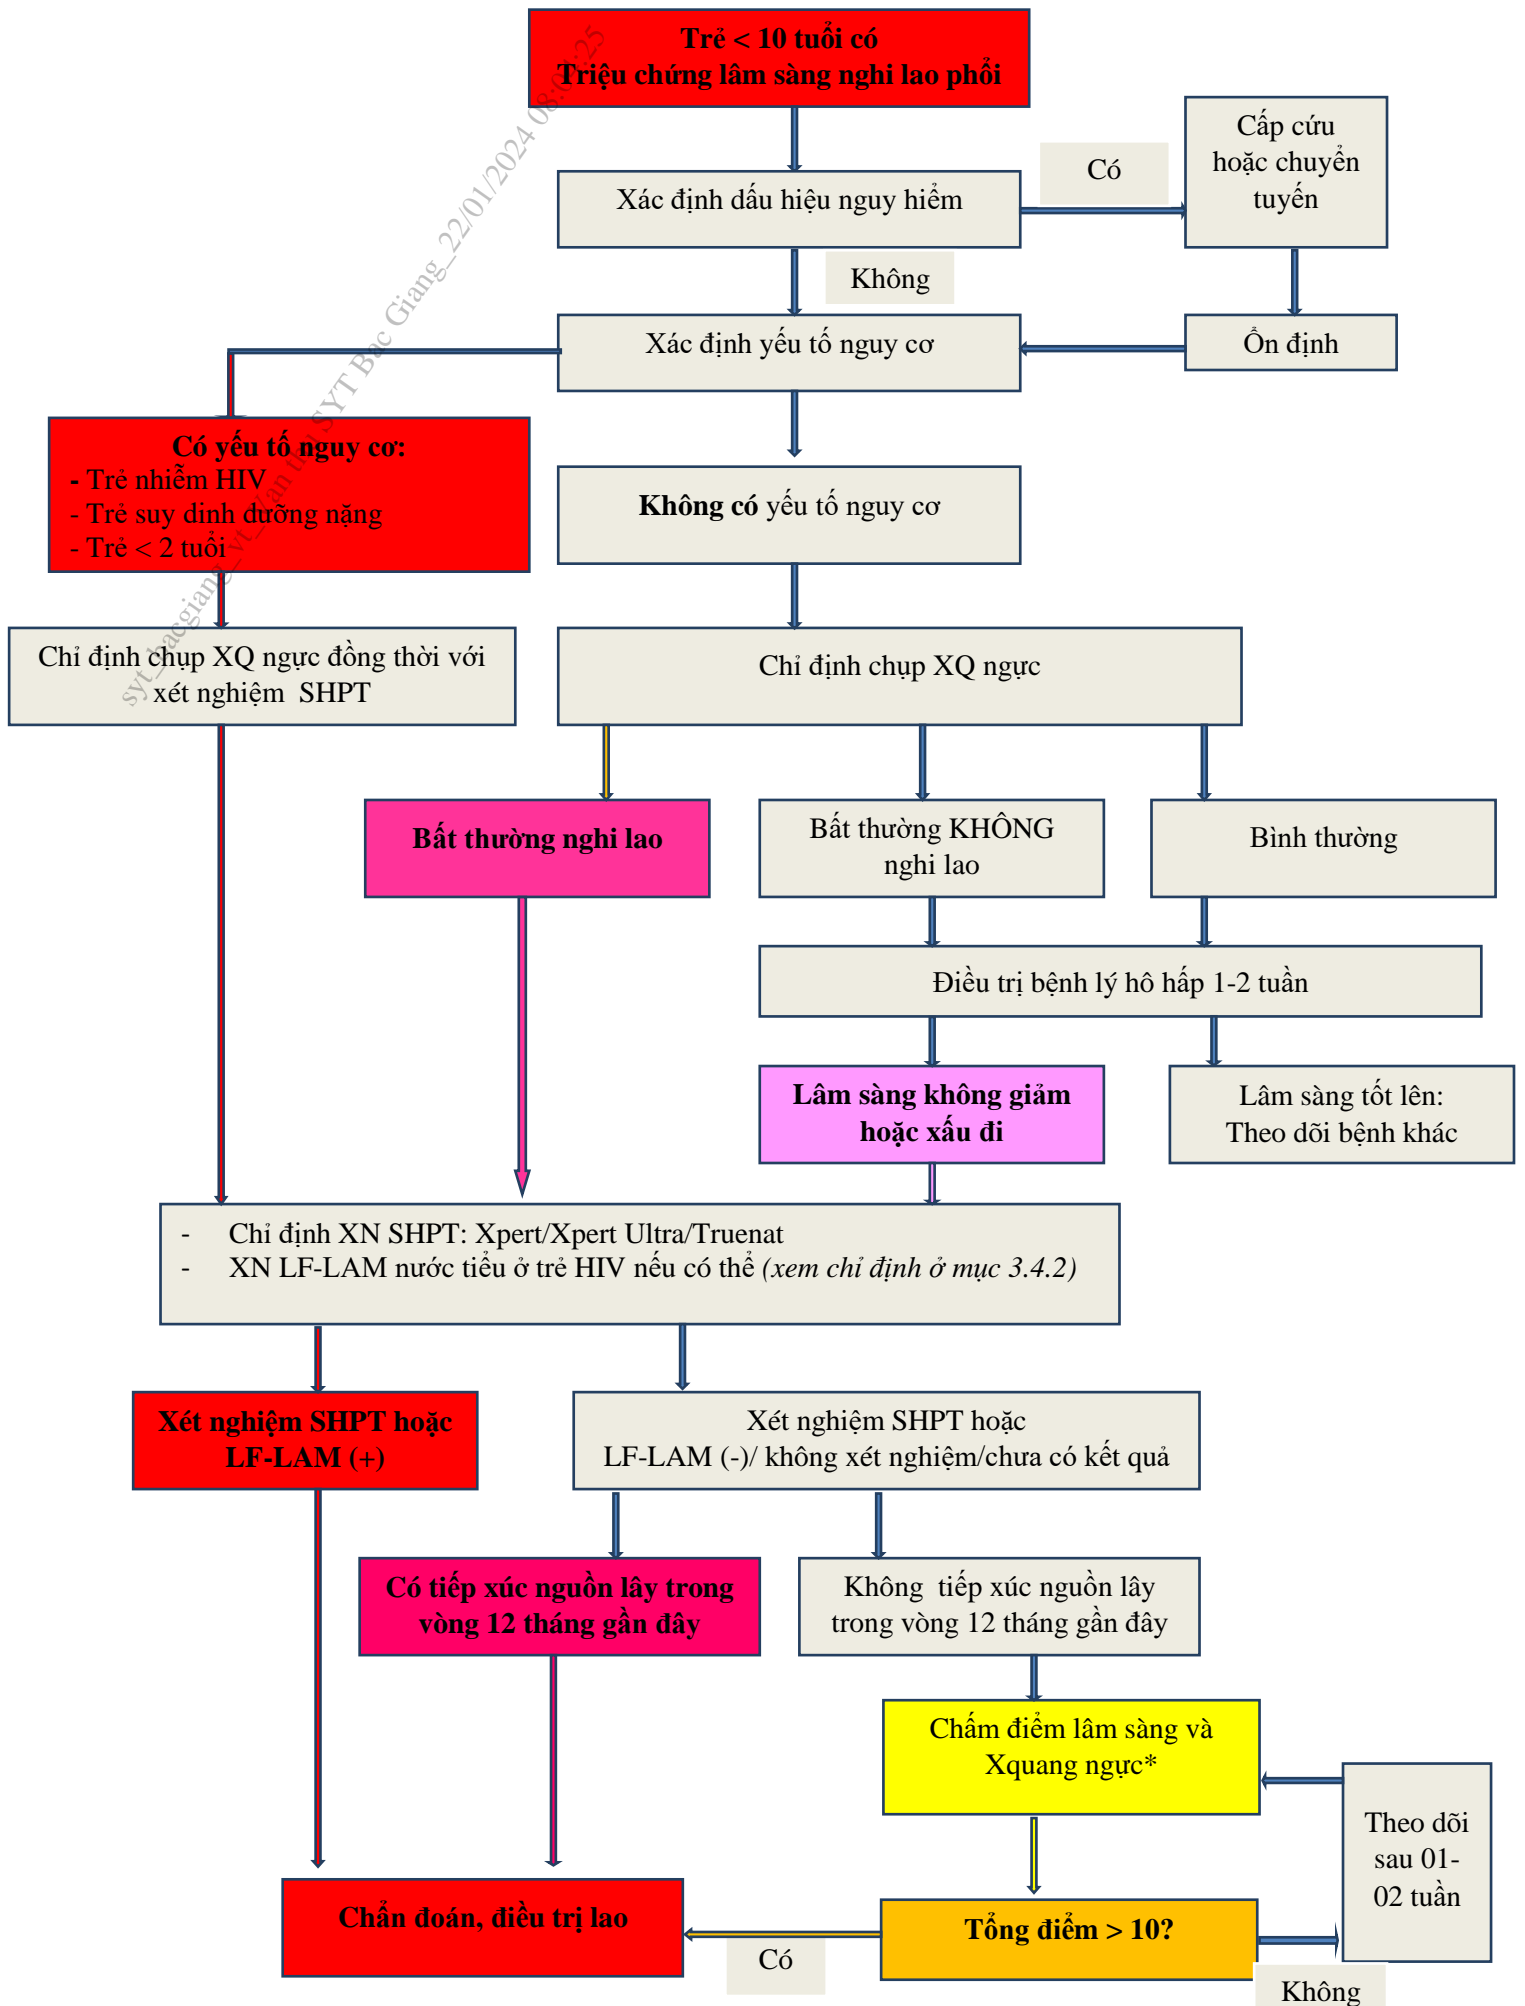 Trẻ < 10 tuổi có
Triệu chứng lâm sàng nghi lao phổi
Cấp cứu
hoặc chuyển
tuyến
Có
Xác định dấu hiệu nguy hiểm
Không
Xác định yếu tố nguy cơ
Ổn định
Có yếu tố nguy cơ:
- Trẻ nhiễm HIV
- Trẻ suy dinh dưỡng nặng
- Trẻ < 2 tuổi
Không có yếu tố nguy cơ
Chỉ định chụp XQ ngực đồng thời với
xét nghiệm SHPT
Chỉ định chụp XQ ngực
Bất thường nghi lao
Bất thường KHÔNG
nghi lao
Bình thường
Điều trị bệnh lý hô hấp 1-2 tuần
Lâm sàng không giảm
hoặc xấu đi
Lâm sàng tốt lên:
Theo dõi bệnh khác
- Chỉ định XN SHPT: Xpert/Xpert Ultra/Truenat
- XN LF-LAM nước tiểu ở trẻ HIV nếu có thể (xem chỉ định ở mục 3.4.2)
Xét nghiệm SHPT hoặc
LF-LAM (+)
Xét nghiệm SHPT hoặc
LF-LAM (-)/ không xét nghiệm/chưa có kết quả
Có tiếp xúc nguồn lây trong
vòng 12 tháng gần đây
Không tiếp xúc nguồn lây
trong vòng 12 tháng gần đây
Chấm điểm lâm sàng và
Xquang ngực*
Theo dõi
sau 01-
02 tuần
Chẩn đoán, điều trị lao
Tổng điểm > 10?
Có
Không
syt_bacgiang_vt_Van thu SYT Bac Giang_22/01/2024 08:04:25